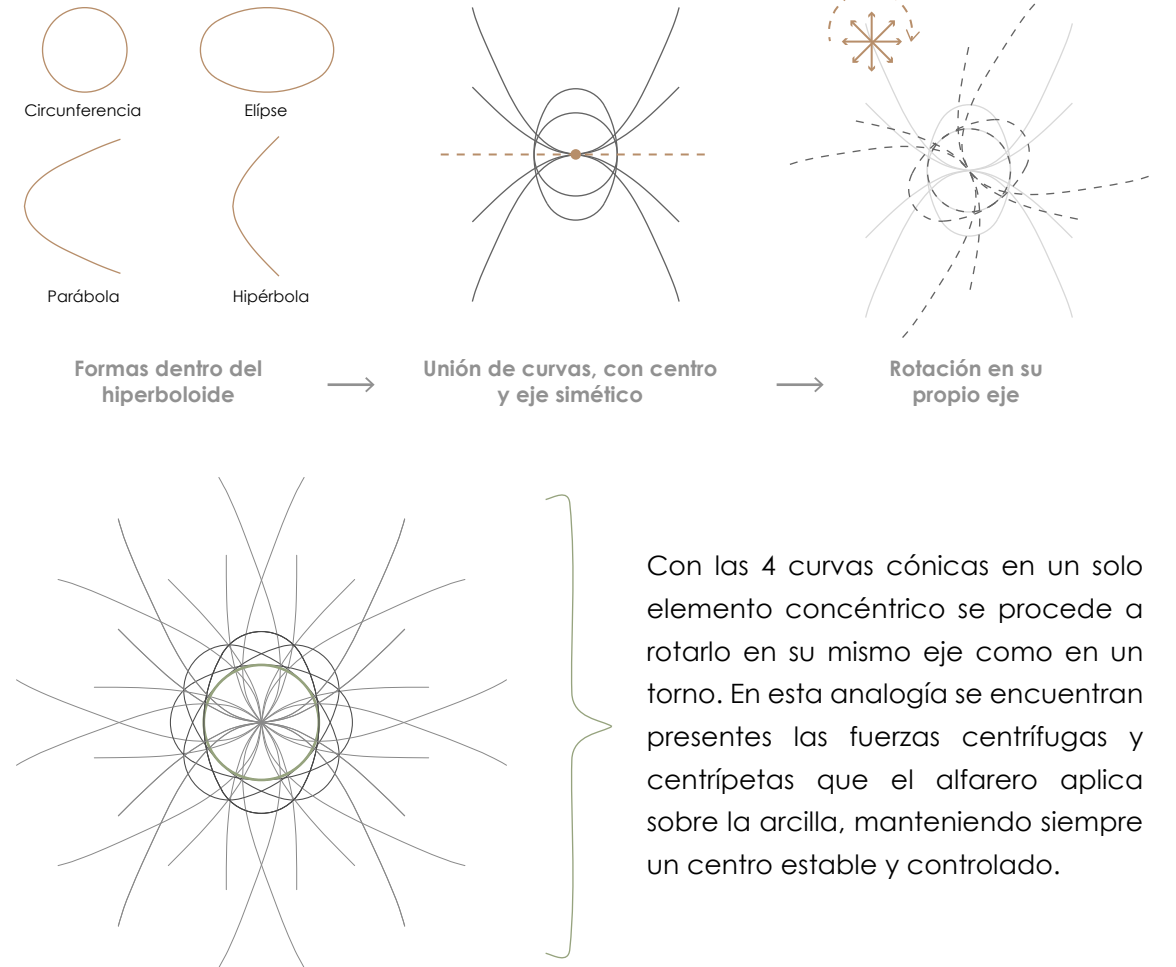 Circunferencia
Elípse
Parábola
Hipérbola
Formas dentro del
hiperboloide
Unión de curvas, con centro
y eje simético
Rotación en su
propio eje
Con las 4 curvas cónicas en un solo
elemento concéntrico se procede a
rotarlo en su mismo eje como en un
torno. En esta analogía se encuentran
presentes las fuerzas centrífugas y
centrípetas que el alfarero aplica
sobre la arcilla, manteniendo siempre
un centro estable y controlado.